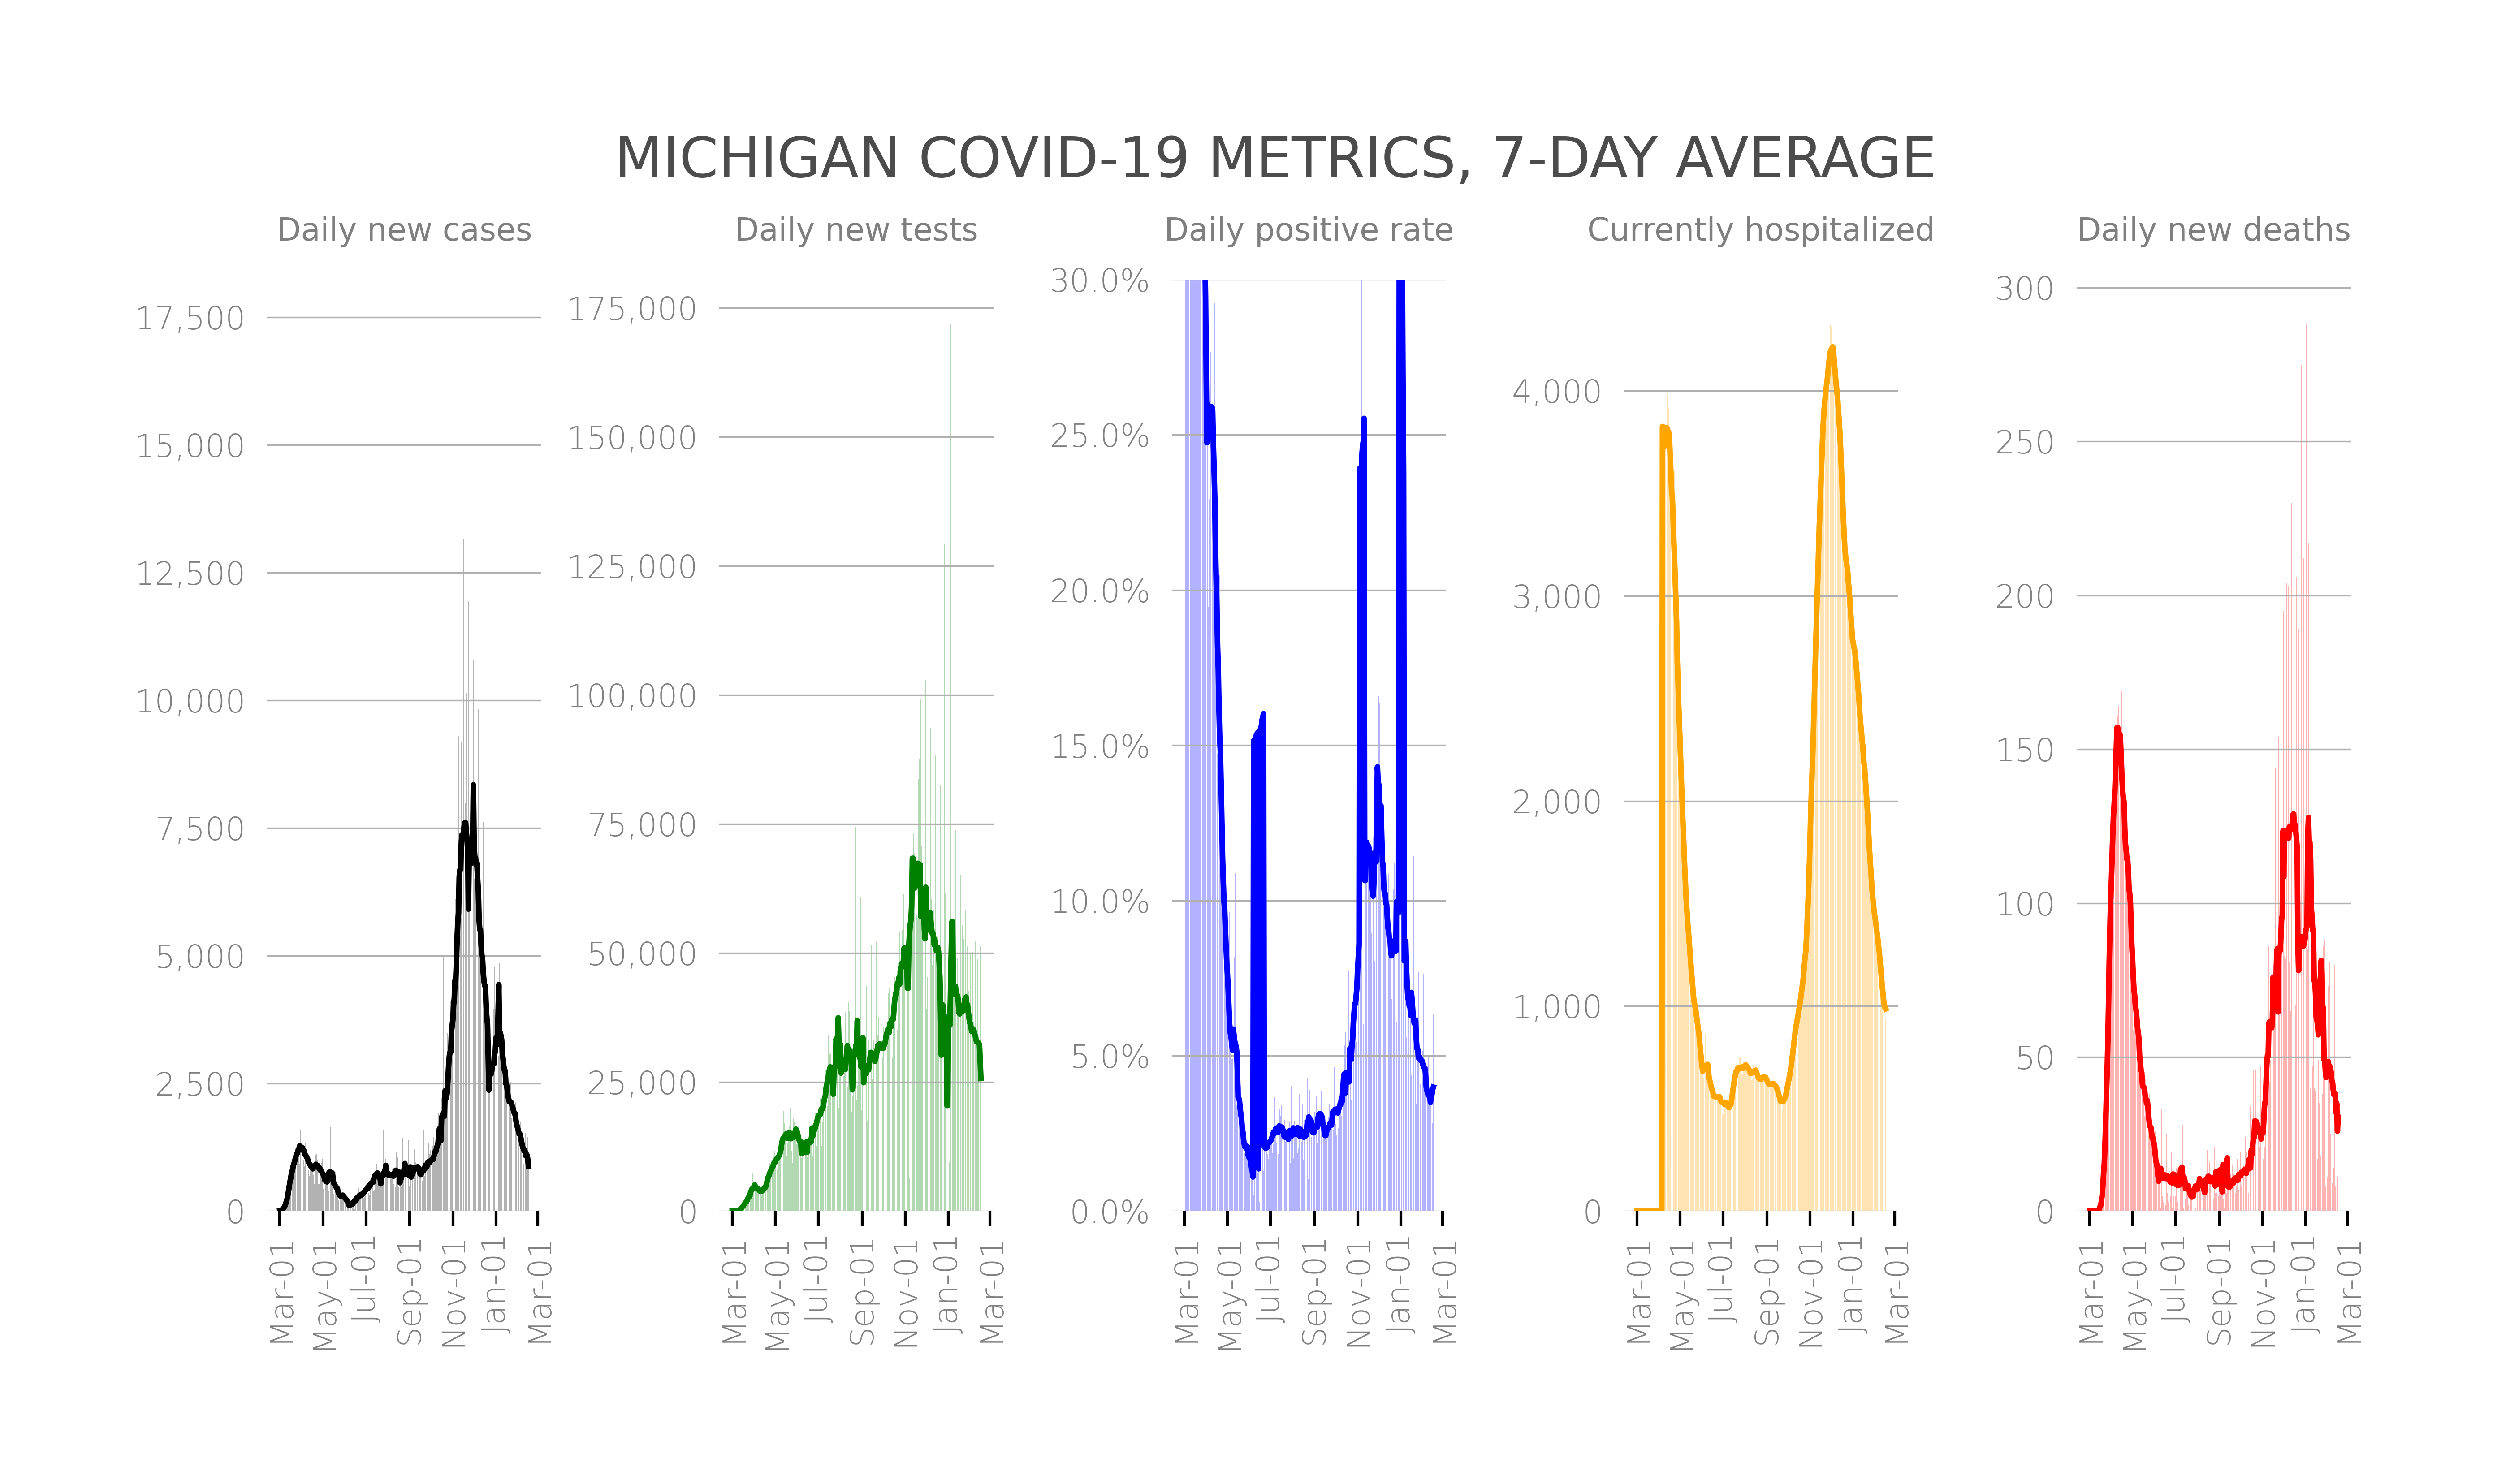 MICHIGAN COVID-19 METRICS, 7-DAY AVERAGE
Daily new cases
17,500
15,000
12,500
10,000
7,500
5,000
2,500
0
Mar-01
May-01
Jul-01
Sep-01
Nov-01
Jan-01
Mar-01
Daily new tests
175,000
150,000
125,000
100,000
75,000
50,000
25,000
0
Mar-01
May-01
Jul-01
Sep-01
Nov-01
Jan-01
Mar-01
Daily positive rate
30.0%
25.0%
20.0%
15.0%
10.0%
5.0%
0.0%
Mar-01
May-01
Jul-01
Sep-01
Nov-01
Jan-01
Mar-01
Currently hospitalized
4,000
3,000
2,000
1,000
0
Mar-01
May-01
Jul-01
Sep-01
Nov-01
Jan-01
Mar-01
Daily new deaths
300
250
200
150
100
50
0
Mar-01
May-01
Jul-01
Sep-01
Nov-01
Jan-01
Mar-01